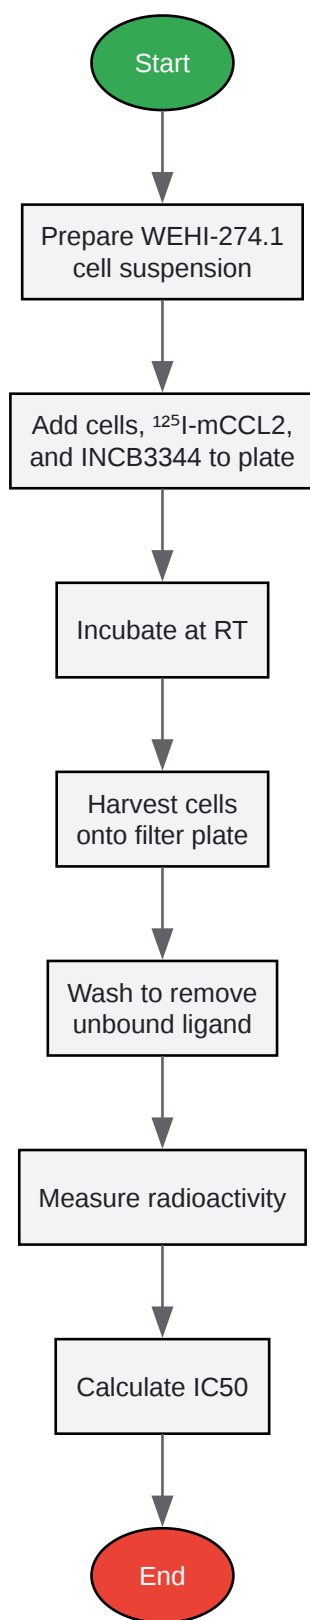 Start
Prepare WEHI-274.1
cell suspension
Add cells, ¹²⁵I-mCCL2,
and INCB3344 to plate
Incubate at RT
Harvest cells
onto filter plate
Wash to remove
unbound ligand
Measure radioactivity
Calculate IC50
End